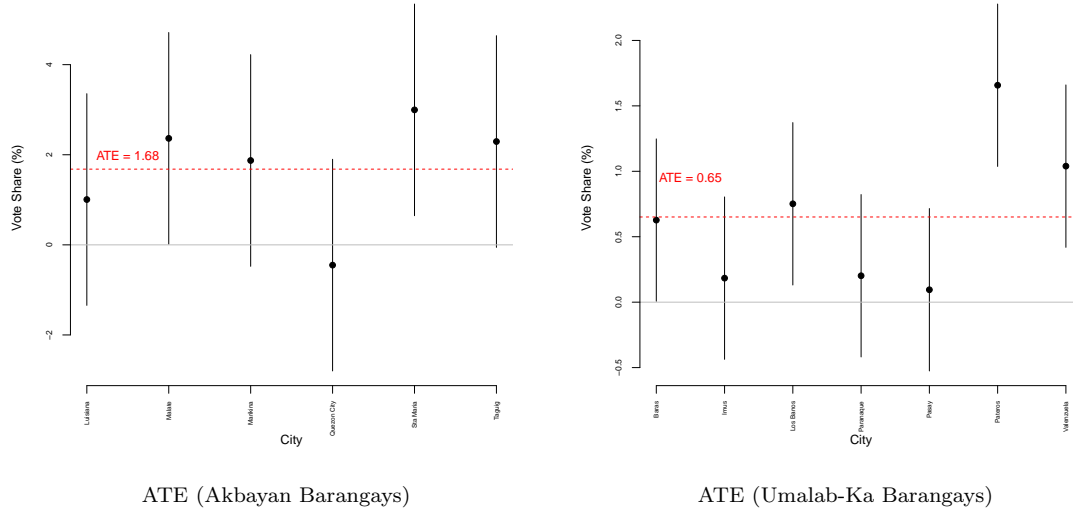 Vote Share (%)
4
2
0
−2
ATE = 1.68
Luisiana
Malate
Marikina
Quezon City
Sta Maria
Taguig
City
ATE (Akbayan Barangays)
Vote Share (%)
2.0
1.5
1.0
0.5
0.0
−0.5
ATE = 0.65
Baras
Imus
Los Banos
Paranaque
Pasay
Pateros
Valenzuela
City
ATE (Umalab-Ka Barangays)